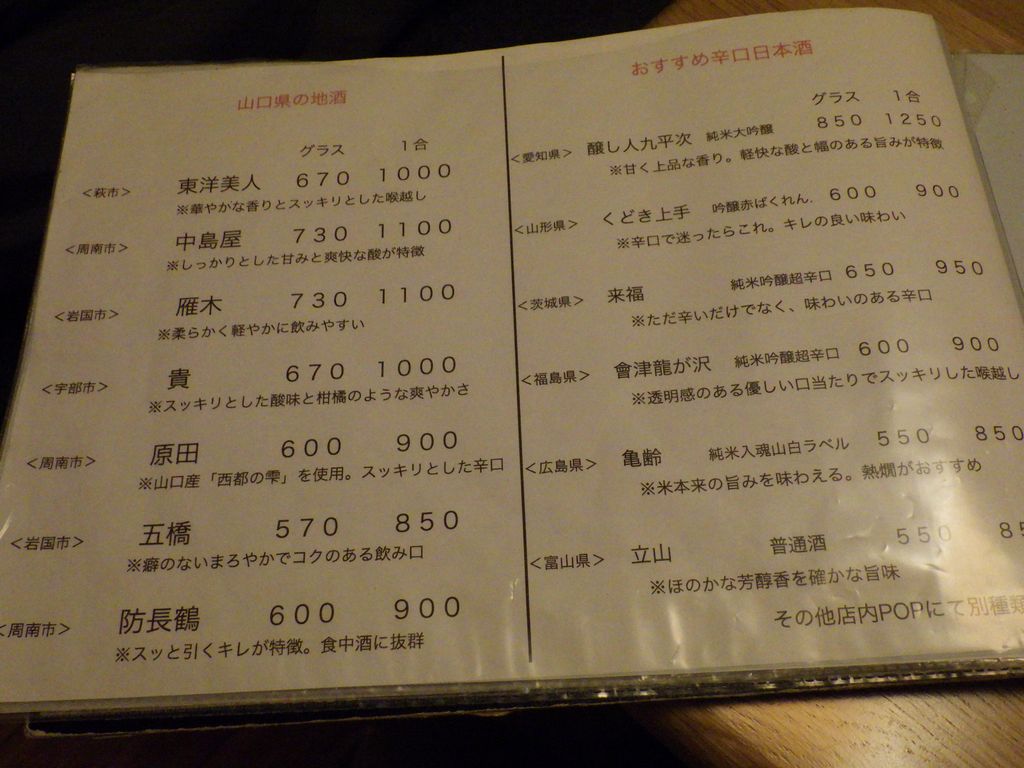 山口県の地酒
グラス 1合
<萩市> 東洋美人 670 1000
※華やかな香りとスッキリとした喉越し
<周南市> 中島屋 730 1100
※しっかりとした甘みと爽快な酸が特徴
<岩国市> 雁木 730 1100
※柔らかく軽やかに飲みやすい
<宇部市> 貴 670 1000
※スッキリとした酸味と柑橘のような爽やかさ
<周南市> 原田 600 900
※山口産「西都の雫」を使用。スッキリとした辛口
<岩国市> 五橋 570 850
※癖のないまろやかでコクのある飲み口
<周南市> 防長鶴 600 900
※スッと引くキレが特徴。食中酒に抜群
おすすめ辛口日本酒
グラス 1合
<愛知県> 醸し人九平次 純米大吟醸 850 1250
※甘く上品な香り。軽快な酸と幅のある旨みが特徴
<山形県> くどき上手 吟醸赤ばくれん. 600 900
※辛口で迷ったらこれ。キレの良い味わい
<茨城県> 来福 純米吟醸超辛口 650 950
※ただ辛いだけでなく、味わいのある辛口
<福島県> 會津龍が沢 純米吟醸超辛口 600 900
※透明感のある優しい口当たりでスッキリした喉越し
<広島県> 亀齢 純米入魂山白ラベル 550 850
※米本来の旨みを味わえる。熱燗がおすすめ
<富山県> 立山 普通酒 550 85
※ほのかな芳醇香を確かな旨味
その他店内POPにて別種類